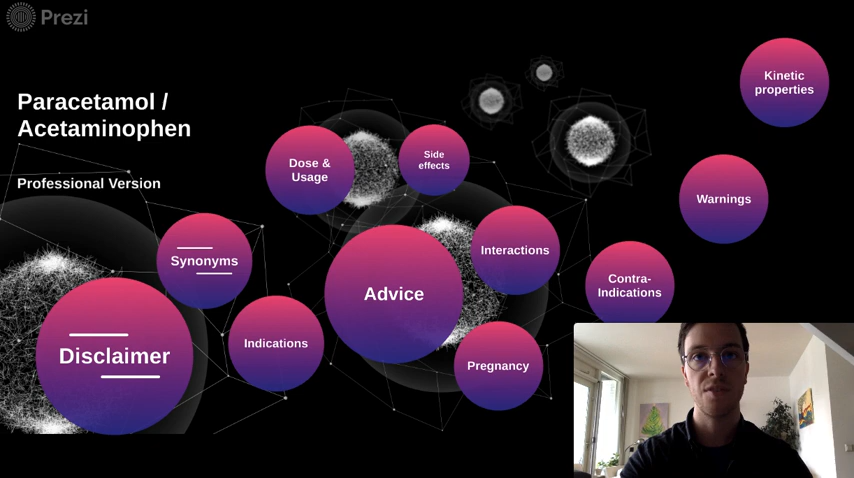 Prezi
Paracetamol /
Acetaminophen
Professional Version
Kinetic
properties
Dose &
Usage
Side
effects
Warnings
Synonyms
Interactions
Contra-
Indications
Advice
Indications
Disclaimer
Pregnancy